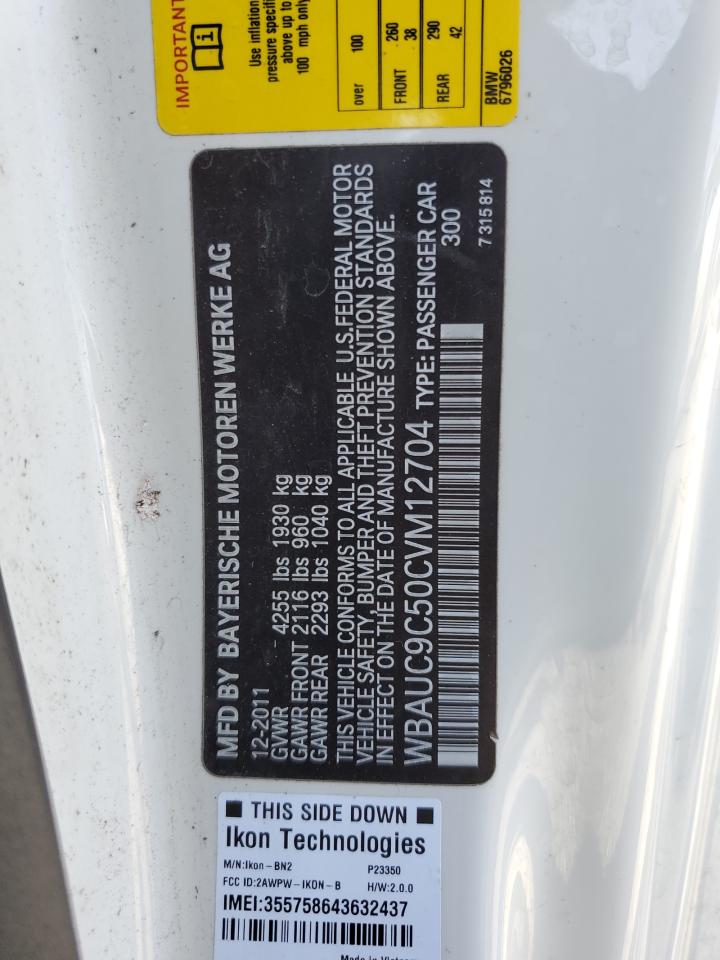 IMPORTANT
Use inflation
pressure specifi
above up to
100 mph only
over 100
FRONT 260 38
REAR 290 42
BMW
6796026
MFD BY BAYERISCHE MOTOREN WERKE AG
12-2011
GVWR 4255 lbs 1930 kg
GAWR FRONT 2116 lbs 960 kg
GAWR REAR 2293 lbs 1040 kg
THIS VEHICLE CONFORMS TO ALL APPLICABLE U.S.FEDERAL MOTOR
VEHICLE SAFETY, BUMPER AND THEFT PREVENTION STANDARDS
IN EFFECT ON THE DATE OF MANUFACTURE SHOWN ABOVE.
WBAUC9C50CVM12704 TYPE: PASSENGER CAR
300
7 315 814
THIS SIDE DOWN
Ikon Technologies
M/N:Ikon-BN2 P23350
FCC ID:2AWPW-IKON-B H/W:2.0.0
IMEI:355758643632437
Made in Vietnam